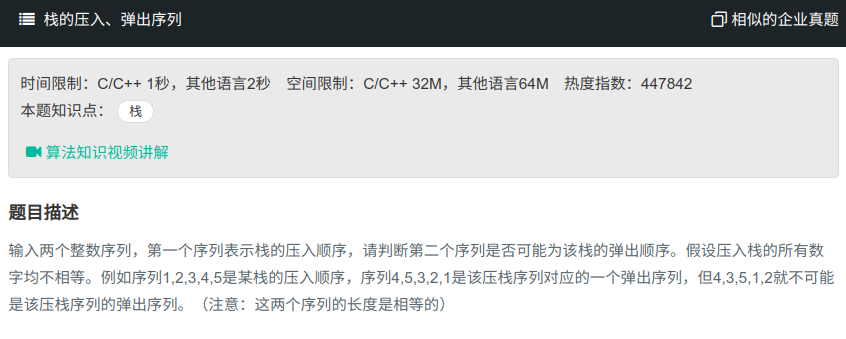 栈的压入、弹出序列 相似的企业真题
时间限制：C/C++ 1秒，其他语言2秒 空间限制：C/C++ 32M，其他语言64M 热度指数：447842
本题知识点： 栈
算法知识视频讲解
题目描述
输入两个整数序列，第一个序列表示栈的压入顺序，请判断第二个序列是否可能为该栈的弹出顺序。假设压入栈的所有数
字均不相等。例如序列1,2,3,4,5是某栈的压入顺序，序列4,5,3,2,1是该压栈序列对应的一个弹出序列，但4,3,5,1,2就不可能
是该压栈序列的弹出序列。（注意：这两个序列的长度是相等的）